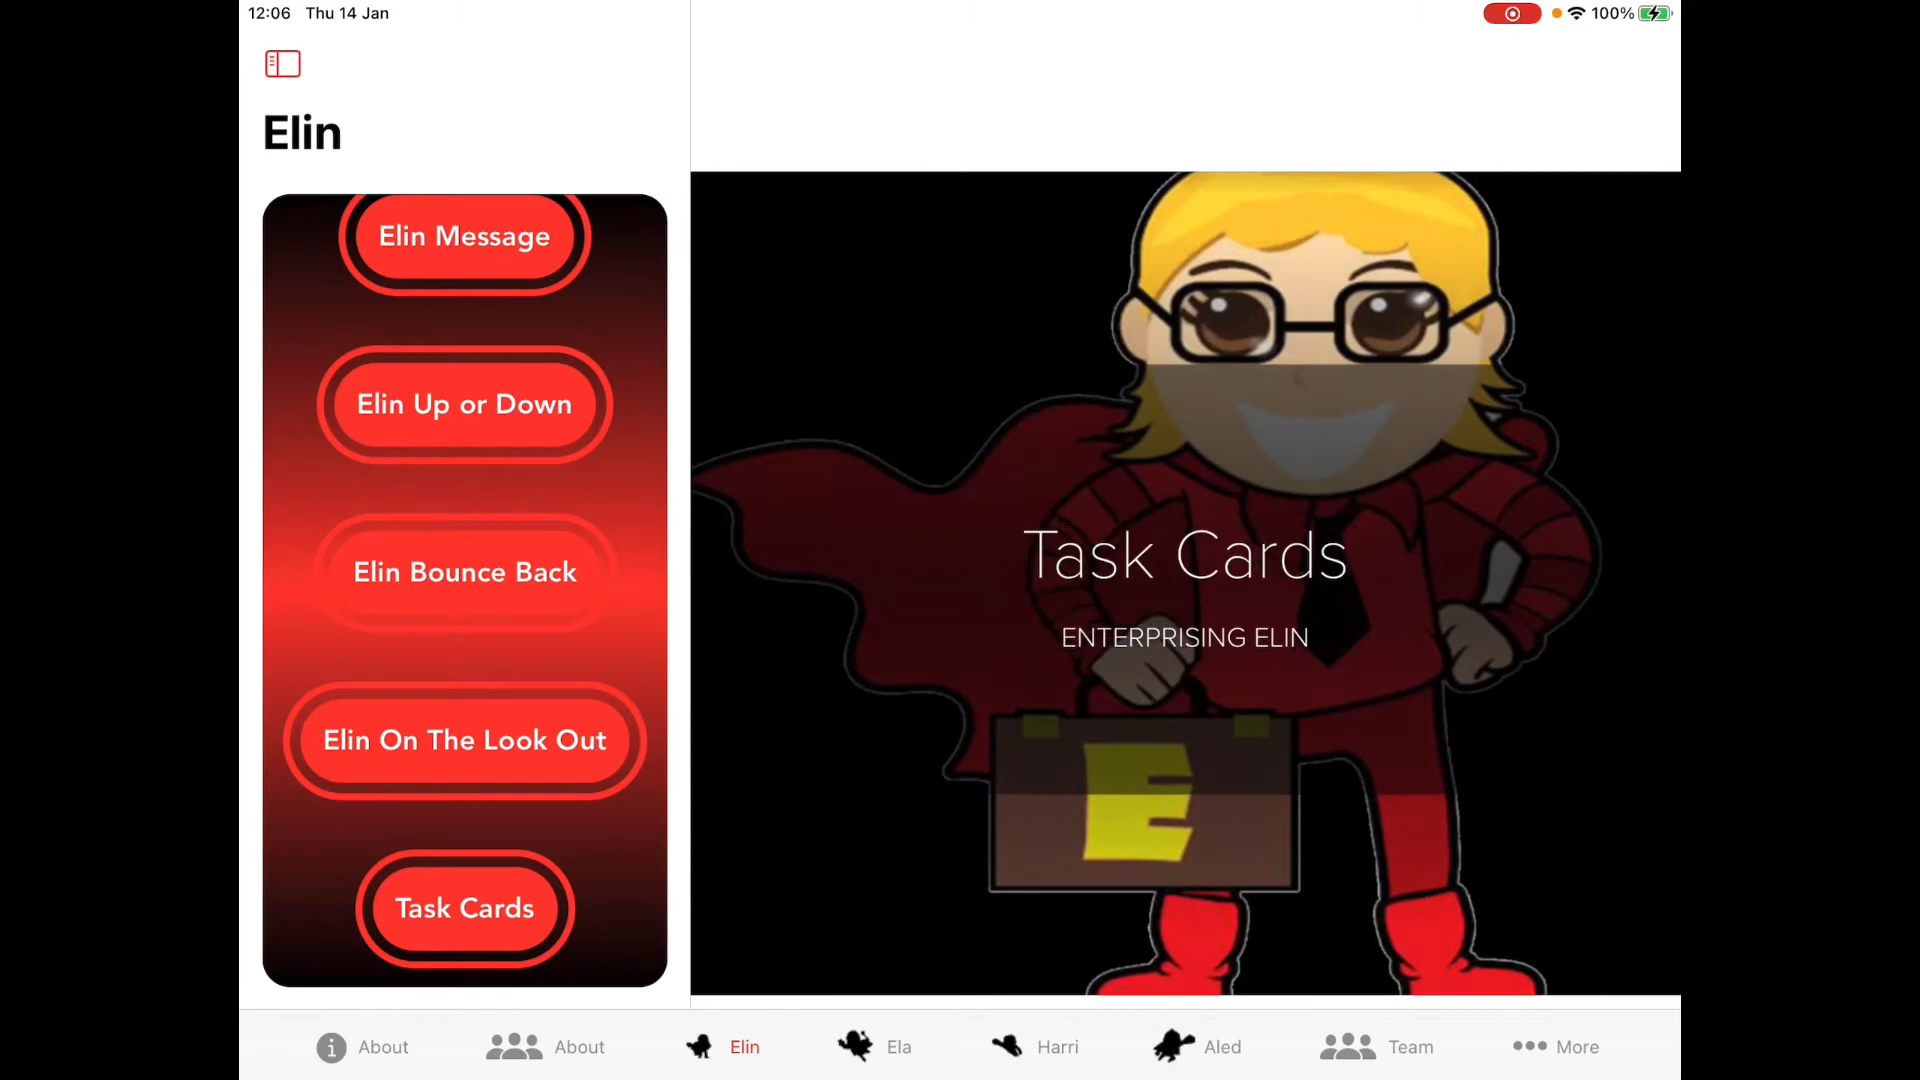 12:06 Thu 14 Jan
100%
Elin
Elin Message
Elin Up or Down
Elin Bounce Back
Elin On The Look Out
Task Cards
Task Cards
ENTERPRISING ELIN
E
About
About
Elin
Ela
Harri
Aled
Team
More